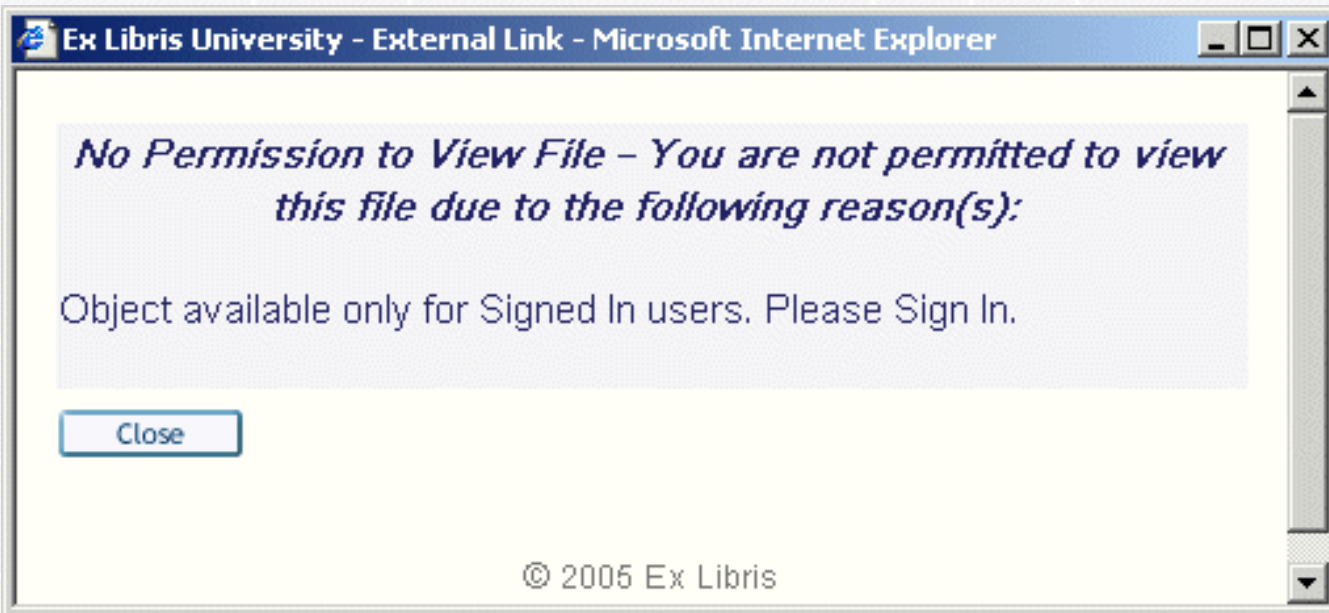 Ex Libris University - External Link - Microsoft Internet Explorer
No Permission to View File – You are not permitted to view
this file due to the following reason(s):
Object available only for Signed In users. Please Sign In.
Close
© 2005 Ex Libris